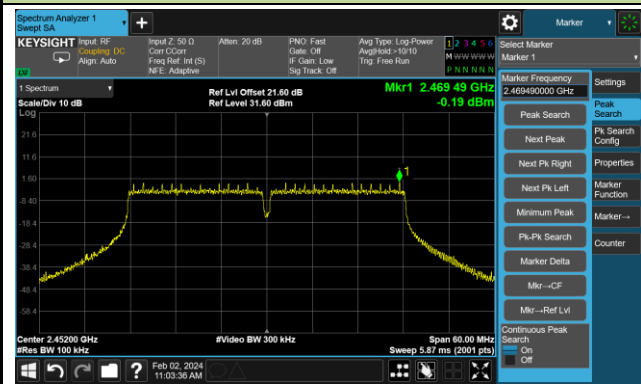 Spectrum Analyzer 1
Swept SA
Marker
KEYSIGHT
Input: RF
Coupling: DC
Align: Auto
Input Z: 50 Ω
Corr CCorr
Freq Ref: Int (S)
NFE: Adaptive
Atten: 20 dB
PNO: Fast
Gate: Off
IF Gain: Low
Sig Track: Off
Avg Type: Log-Power
Avg|Hold:>10/10
Trig: Free Run
1 2 3 4 5 6
M W W W W W
P N N N N N
LVI
Select Marker
Marker 1
1 Spectrum
Scale/Div 10 dB
Log
Ref Lvl Offset 21.60 dB
Ref Level 31.60 dBm
Mkr1 2.469 49 GHz
-0.19 dBm
21.6
11.6
1.60
-8.40
-18.4
-28.4
-38.4
-48.4
-58.4
1
Center 2.45200 GHz
#Res BW 100 kHz
#Video BW 300 kHz
Span 60.00 MHz
Sweep 5.87 ms (2001 pts)
Marker Frequency
2.469490000 GHz
Peak Search
Next Peak
Next Pk Right
Next Pk Left
Minimum Peak
Pk-Pk Search
Marker Delta
Mkr→CF
Mkr→Ref Lvl
Continuous Peak
Search
On
Off
Settings
Peak
Search
Pk Search
Config
Properties
Marker
Function
Marker→
Counter
Feb 02, 2024
11:03:36 AM